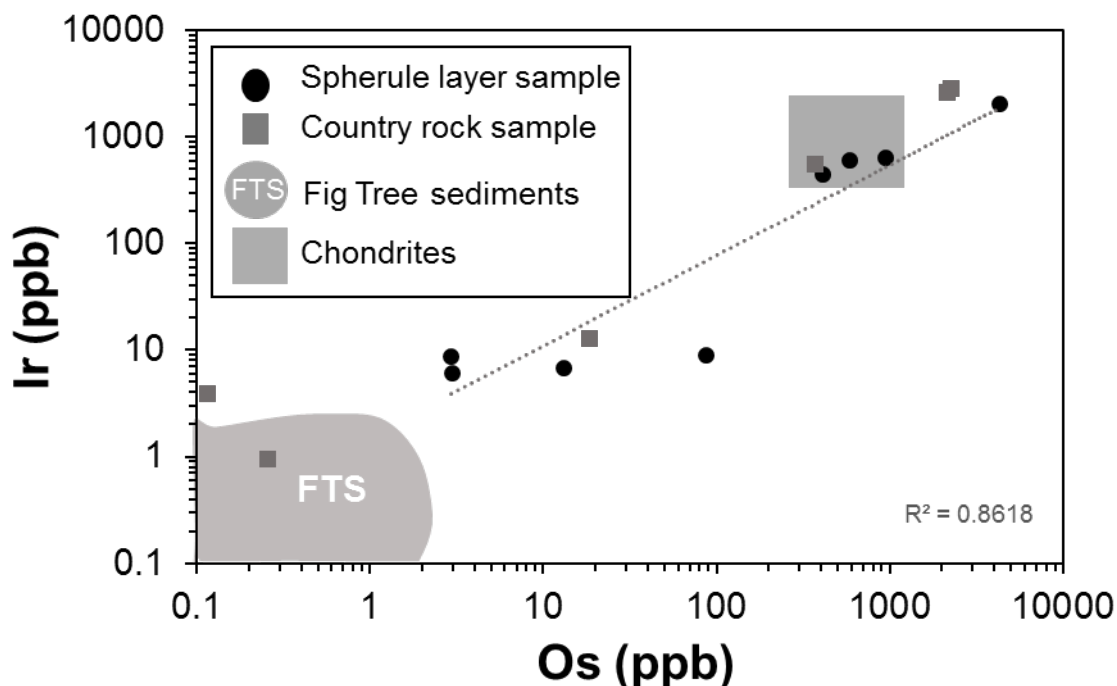 10000
1000
100
10
1
0.1
Ir (ppb)
Spherule layer sample
Country rock sample
FTS Fig Tree sediments
Chondrites
FTS
R² = 0.8618
0.1 1 10 100 1000 10000
Os (ppb)